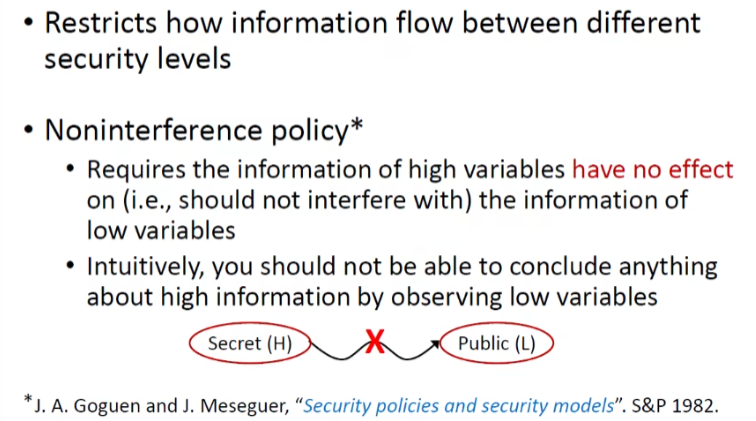 • Restricts how information flow between different
security levels
• Noninterference policy*
• Requires the information of high variables have no effect
on (i.e., should not interfere with) the information of
low variables
• Intuitively, you should not be able to conclude anything
about high information by observing low variables
Secret (H) X Public (L)
*J. A. Goguen and J. Meseguer, “Security policies and security models”. S&P 1982.